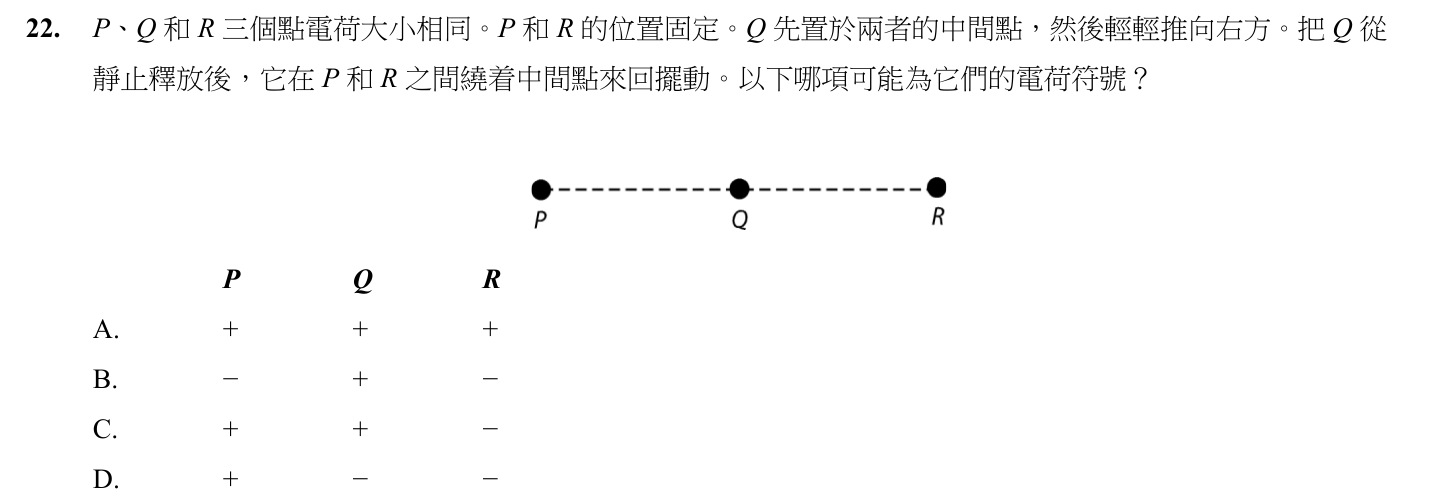 22. P、Q 和 R 三個點電荷大小相同。P 和 R 的位置固定。Q 先置於兩者的中間點，然後輕輕推向右方。把 Q 從
靜止釋放後，它在 P 和 R 之間繞着中間點來回擺動。以下哪項可能為它們的電荷符號？
P Q R
P Q R
A. + + +
B. − + −
C. + + −
D. + − −